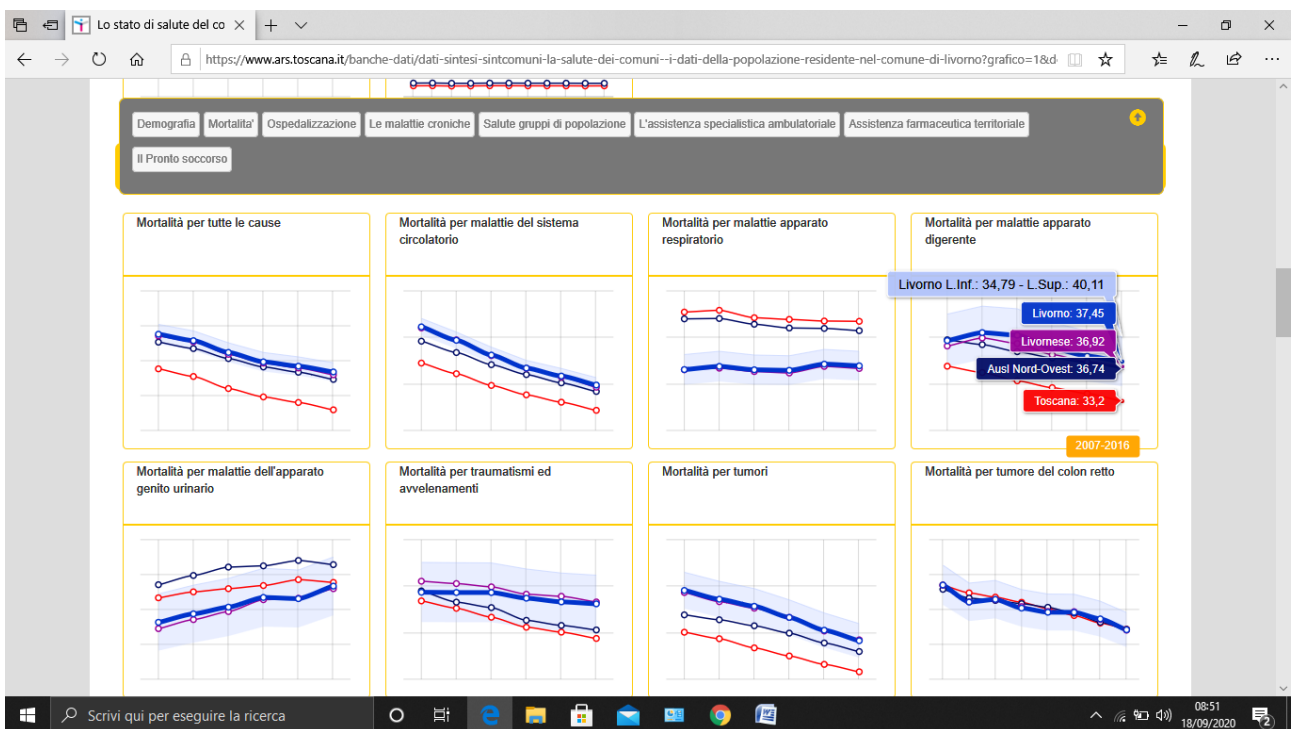 Lo stato di salute del co
https://www.ars.toscana.it/banche-dati/dati-sintesi-sintcomuni-la-salute-dei-comuni--i-dati-della-popolazione-residente-nel-comune-di-livorno?grafico=1&d
Demografia Mortalita' Ospedalizzazione Le malattie croniche Salute gruppi di popolazione L'assistenza specialistica ambulatoriale Assistenza farmaceutica territoriale
Il Pronto soccorso
Mortalità per tutte le cause
Mortalità per malattie del sistema
circolatorio
Mortalità per malattie apparato
respiratorio
Mortalità per malattie apparato
digerente
Livorno L.Inf.: 34,79 - L.Sup.: 40,11
Livorno: 37,45
Livornese: 36,92
Ausl Nord-Ovest: 36,74
Toscana: 33,2
2007-2016
Mortalità per malattie dell'apparato
genito urinario
Mortalità per traumatismi ed
avvelenamenti
Mortalità per tumori
Mortalità per tumore del colon retto
Scrivi qui per eseguire la ricerca
08:51
18/09/2020
2